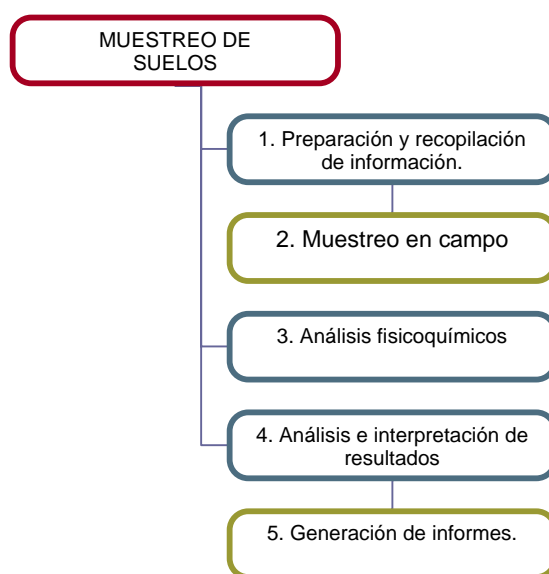 MUESTREO DE
SUELOS
1. Preparación y recopilación
de información.
2. Muestreo en campo
3. Análisis fisicoquímicos
4. Análisis e interpretación de
resultados
5. Generación de informes.